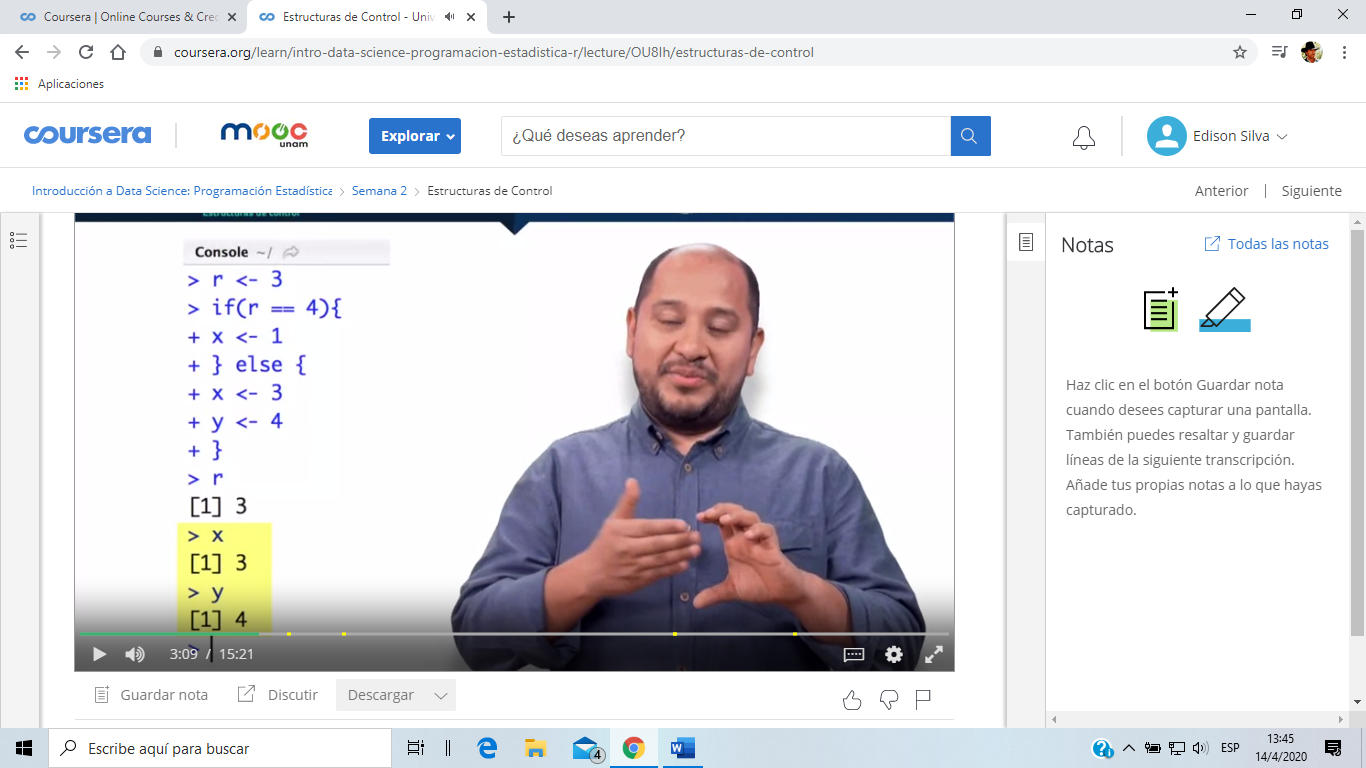 Coursera | Online Courses & Cred
Estructuras de Control - Univ
coursera.org/learn/intro-data-science-programacion-estadistica-r/lecture/OU8Ih/estructuras-de-control
Aplicaciones
coursera
mooc
unam
Explorar
¿Qué deseas aprender?
Edison Silva
Introducción a Data Science: Programación Estadística
Semana 2
Estructuras de Control
Anterior | Siguiente
Estructuras de control
Console ~/
> r <- 3
> if(r == 4){
+ x <- 1
+ } else {
+ x <- 3
+ y <- 4
+ }
> r
[1] 3
> x
[1] 3
> y
[1] 4
>
3:09 / 15:21
Guardar nota
Discutir
Descargar
Notas
Todas las notas
Haz clic en el botón Guardar nota
cuando desees capturar una pantalla.
También puedes resaltar y guardar
líneas de la siguiente transcripción.
Añade tus propias notas a lo que hayas
capturado.
Escribe aquí para buscar
4
ESP
13:45
14/4/2020